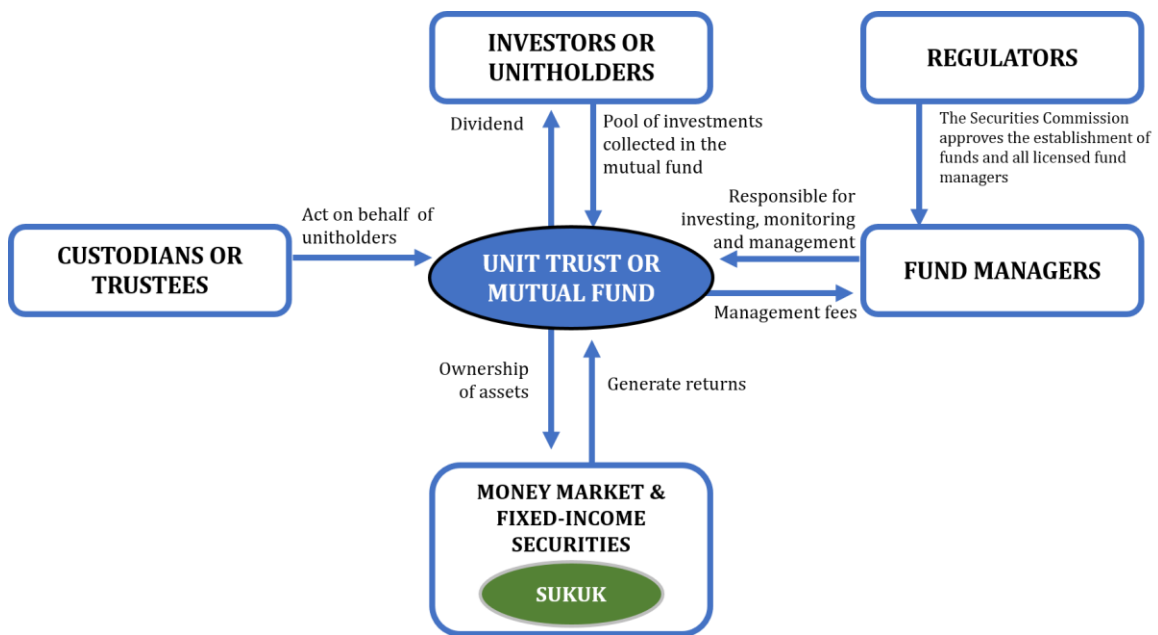 INVESTORS OR
UNITHOLDERS
REGULATORS
Dividend
Pool of investments
collected in the
mutual fund
The Securities Commission
approves the establishment of
funds and all licensed fund
managers
Act on behalf of
unitholders
Responsible for
investing, monitoring
and management
CUSTODIANS OR
TRUSTEES
UNIT TRUST OR
MUTUAL FUND
FUND MANAGERS
Management fees
Ownership
of assets
Generate returns
MONEY MARKET &
FIXED-INCOME
SECURITIES
SUKUK